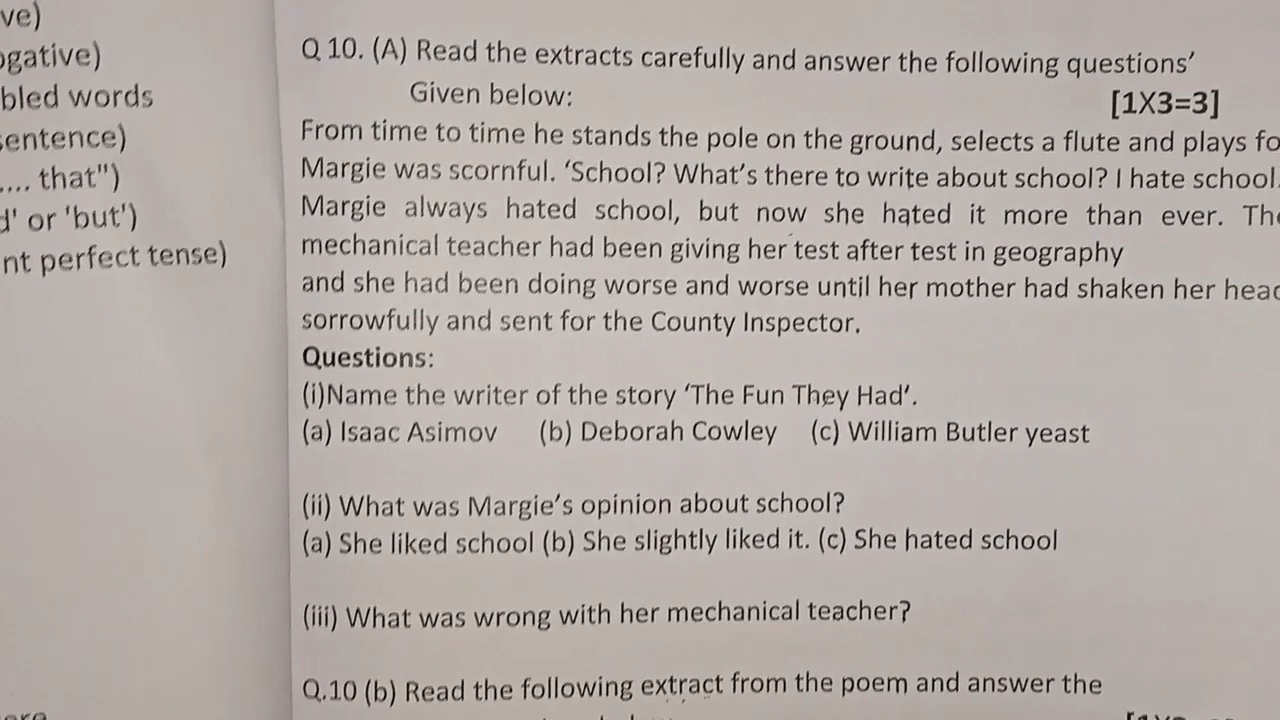 ve)
ogative)
bled words
sentence)
.... that")
d' or 'but')
nt perfect tense)
Q 10. (A) Read the extracts carefully and answer the following questions'
Given below:
[1X3=3]
From time to time he stands the pole on the ground, selects a flute and plays fo
Margie was scornful. 'School? What's there to write about school? I hate school.
Margie always hated school, but now she hated it more than ever. The
mechanical teacher had been giving her test after test in geography
and she had been doing worse and worse until her mother had shaken her head
sorrowfully and sent for the County Inspector.
Questions:
(i)Name the writer of the story 'The Fun They Had'.
(a) Isaac Asimov (b) Deborah Cowley (c) William Butler yeast
(ii) What was Margie's opinion about school?
(a) She liked school (b) She slightly liked it. (c) She hated school
(iii) What was wrong with her mechanical teacher?
Q.10 (b) Read the following extract from the poem and answer the